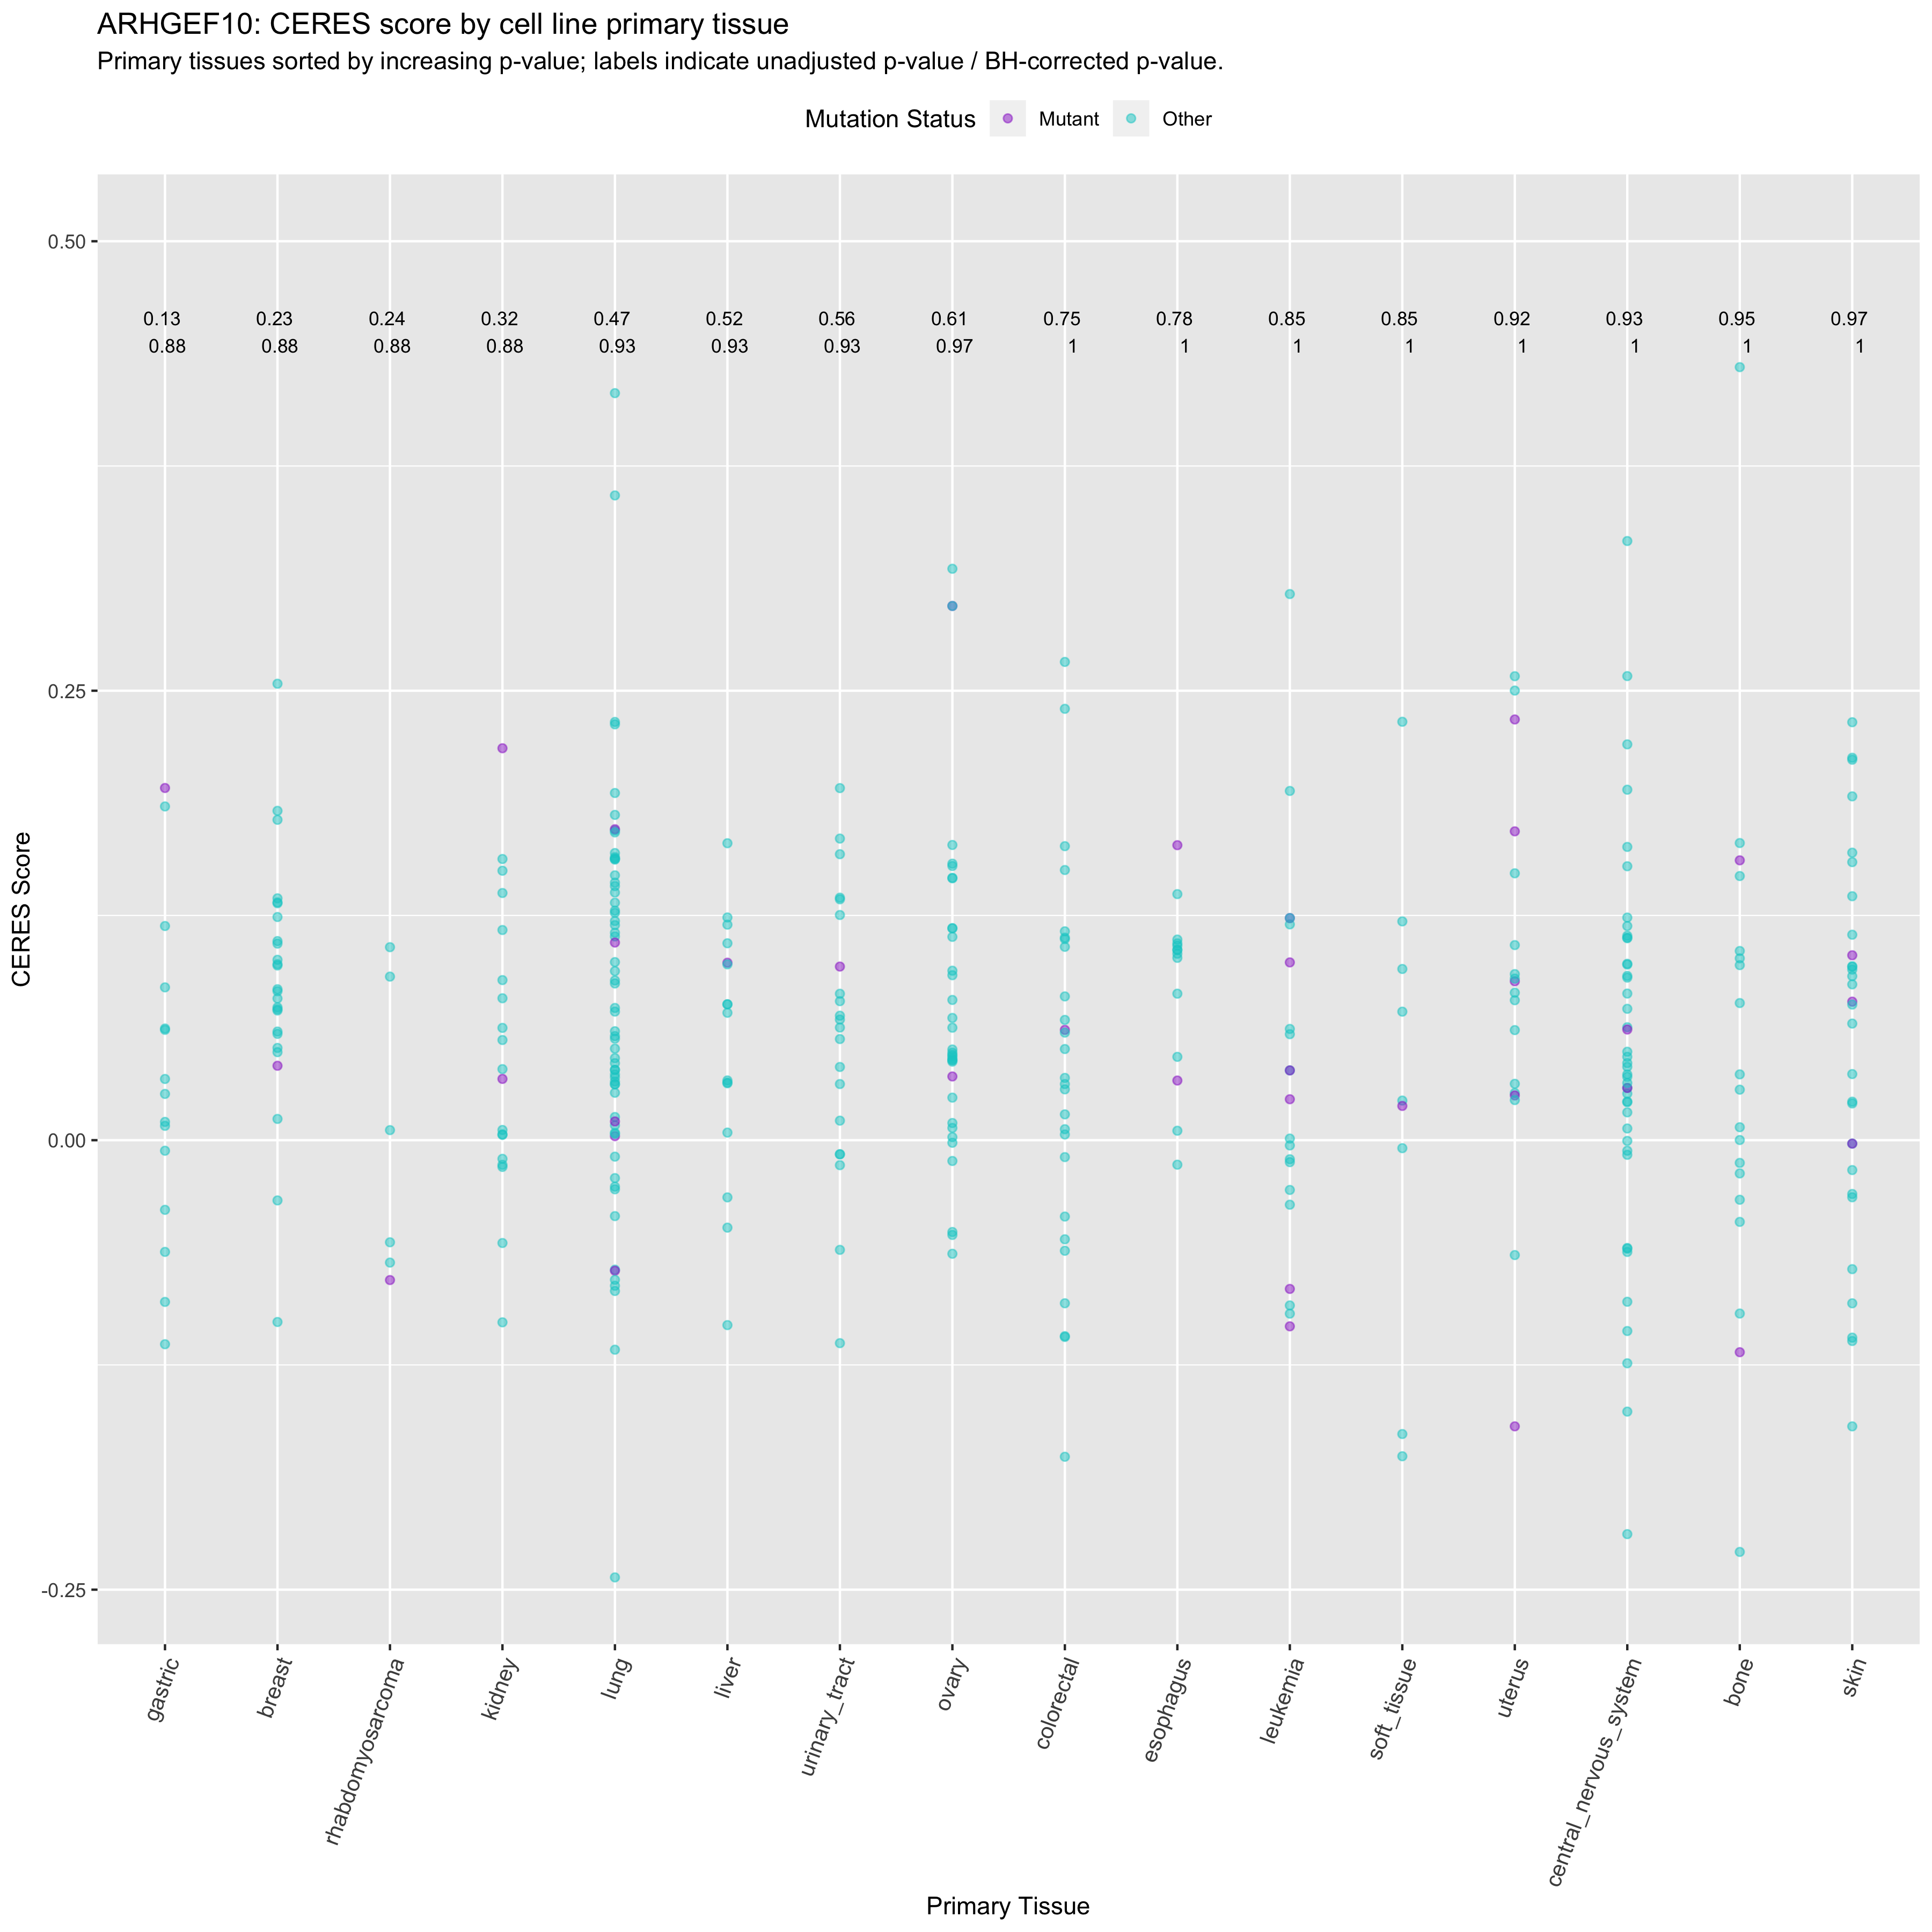 ARHGEF10: CERES score by cell line primary tissue
Primary tissues sorted by increasing p-value; labels indicate unadjusted p-value / BH-corrected p-value.
Mutation Status Mutant Other
0.50
0.13 0.23 0.24 0.32 0.47 0.52 0.56 0.61 0.75 0.78 0.85 0.85 0.92 0.93 0.95 0.97
0.88 0.88 0.88 0.88 0.93 0.93 0.93 0.97 1 1 1 1 1 1 1 1
0.25
CERES Score
0.00
-0.25
gastric breast rhabdomyosarcoma kidney lung liver urinary_tract ovary colorectal esophagus leukemia soft_tissue uterus central_nervous_system bone skin
Primary Tissue